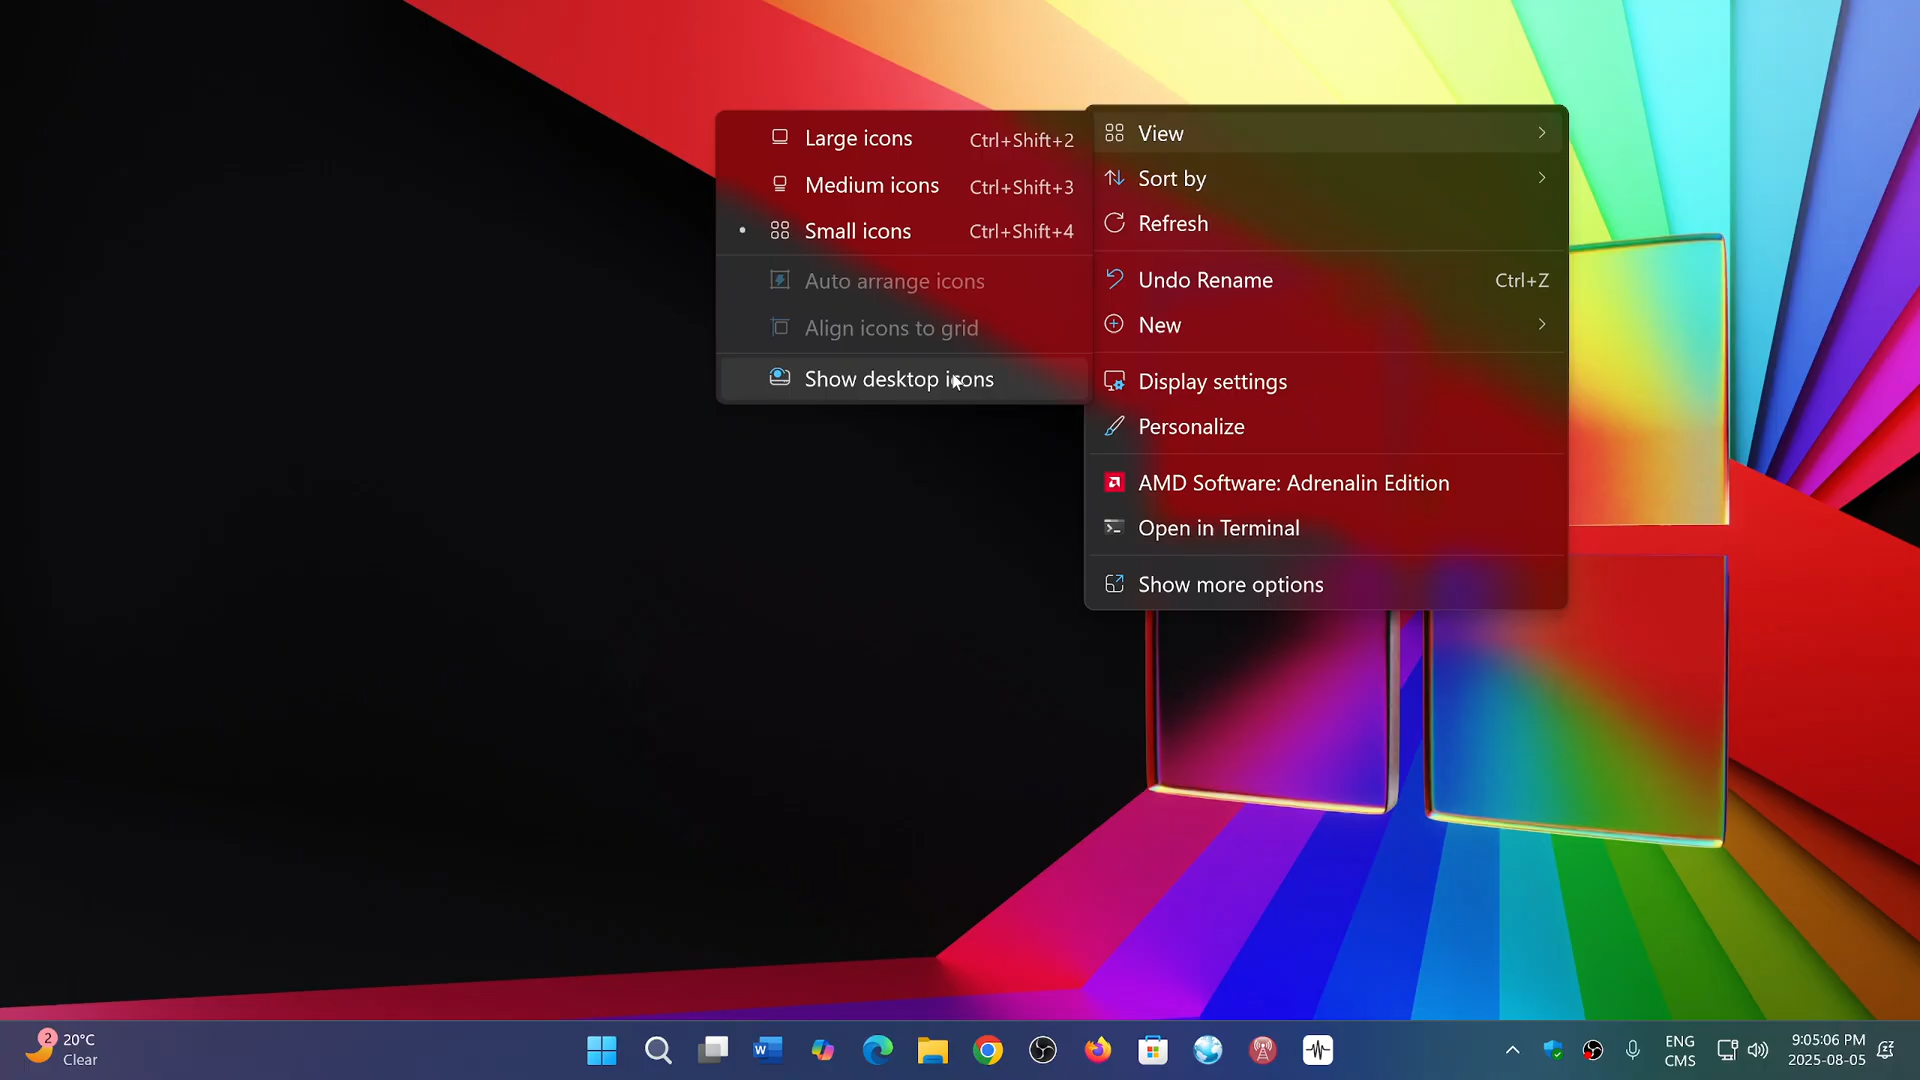 Large icons Ctrl+Shift+2
Medium icons Ctrl+Shift+3
Small icons Ctrl+Shift+4
Auto arrange icons
Align icons to grid
Show desktop icons
View
Sort by
Refresh
Undo Rename Ctrl+Z
New
Display settings
Personalize
AMD Software: Adrenalin Edition
Open in Terminal
Show more options
2
20°C
Clear
W
ENG
CMS
9:05:06 PM
2025-08-05